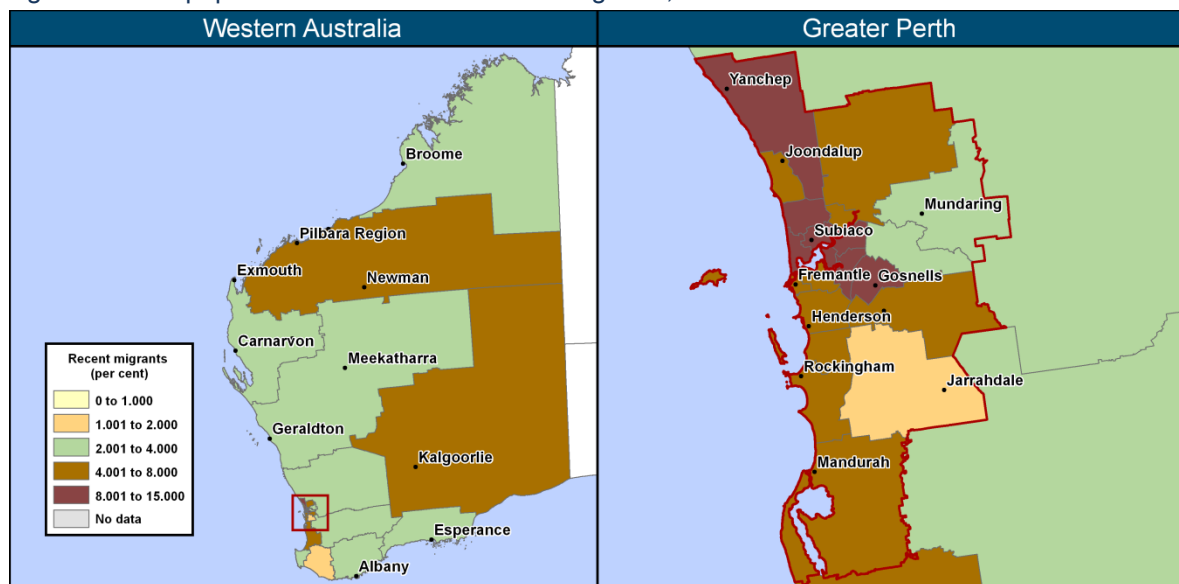 Western Australia
Greater Perth
Broome
Pilbara Region
Exmouth
Newman
Carnarvon
Meekatharra
Geraldton
Kalgoorlie
Esperance
Albany
Recent migrants
(per cent)
0 to 1.000
1.001 to 2.000
2.001 to 4.000
4.001 to 8.000
8.001 to 15.000
No data
Yanchep
Joondalup
Mundaring
Subiaco
Fremantle
Gosnells
Henderson
Rockingham
Jarrahdale
Mandurah